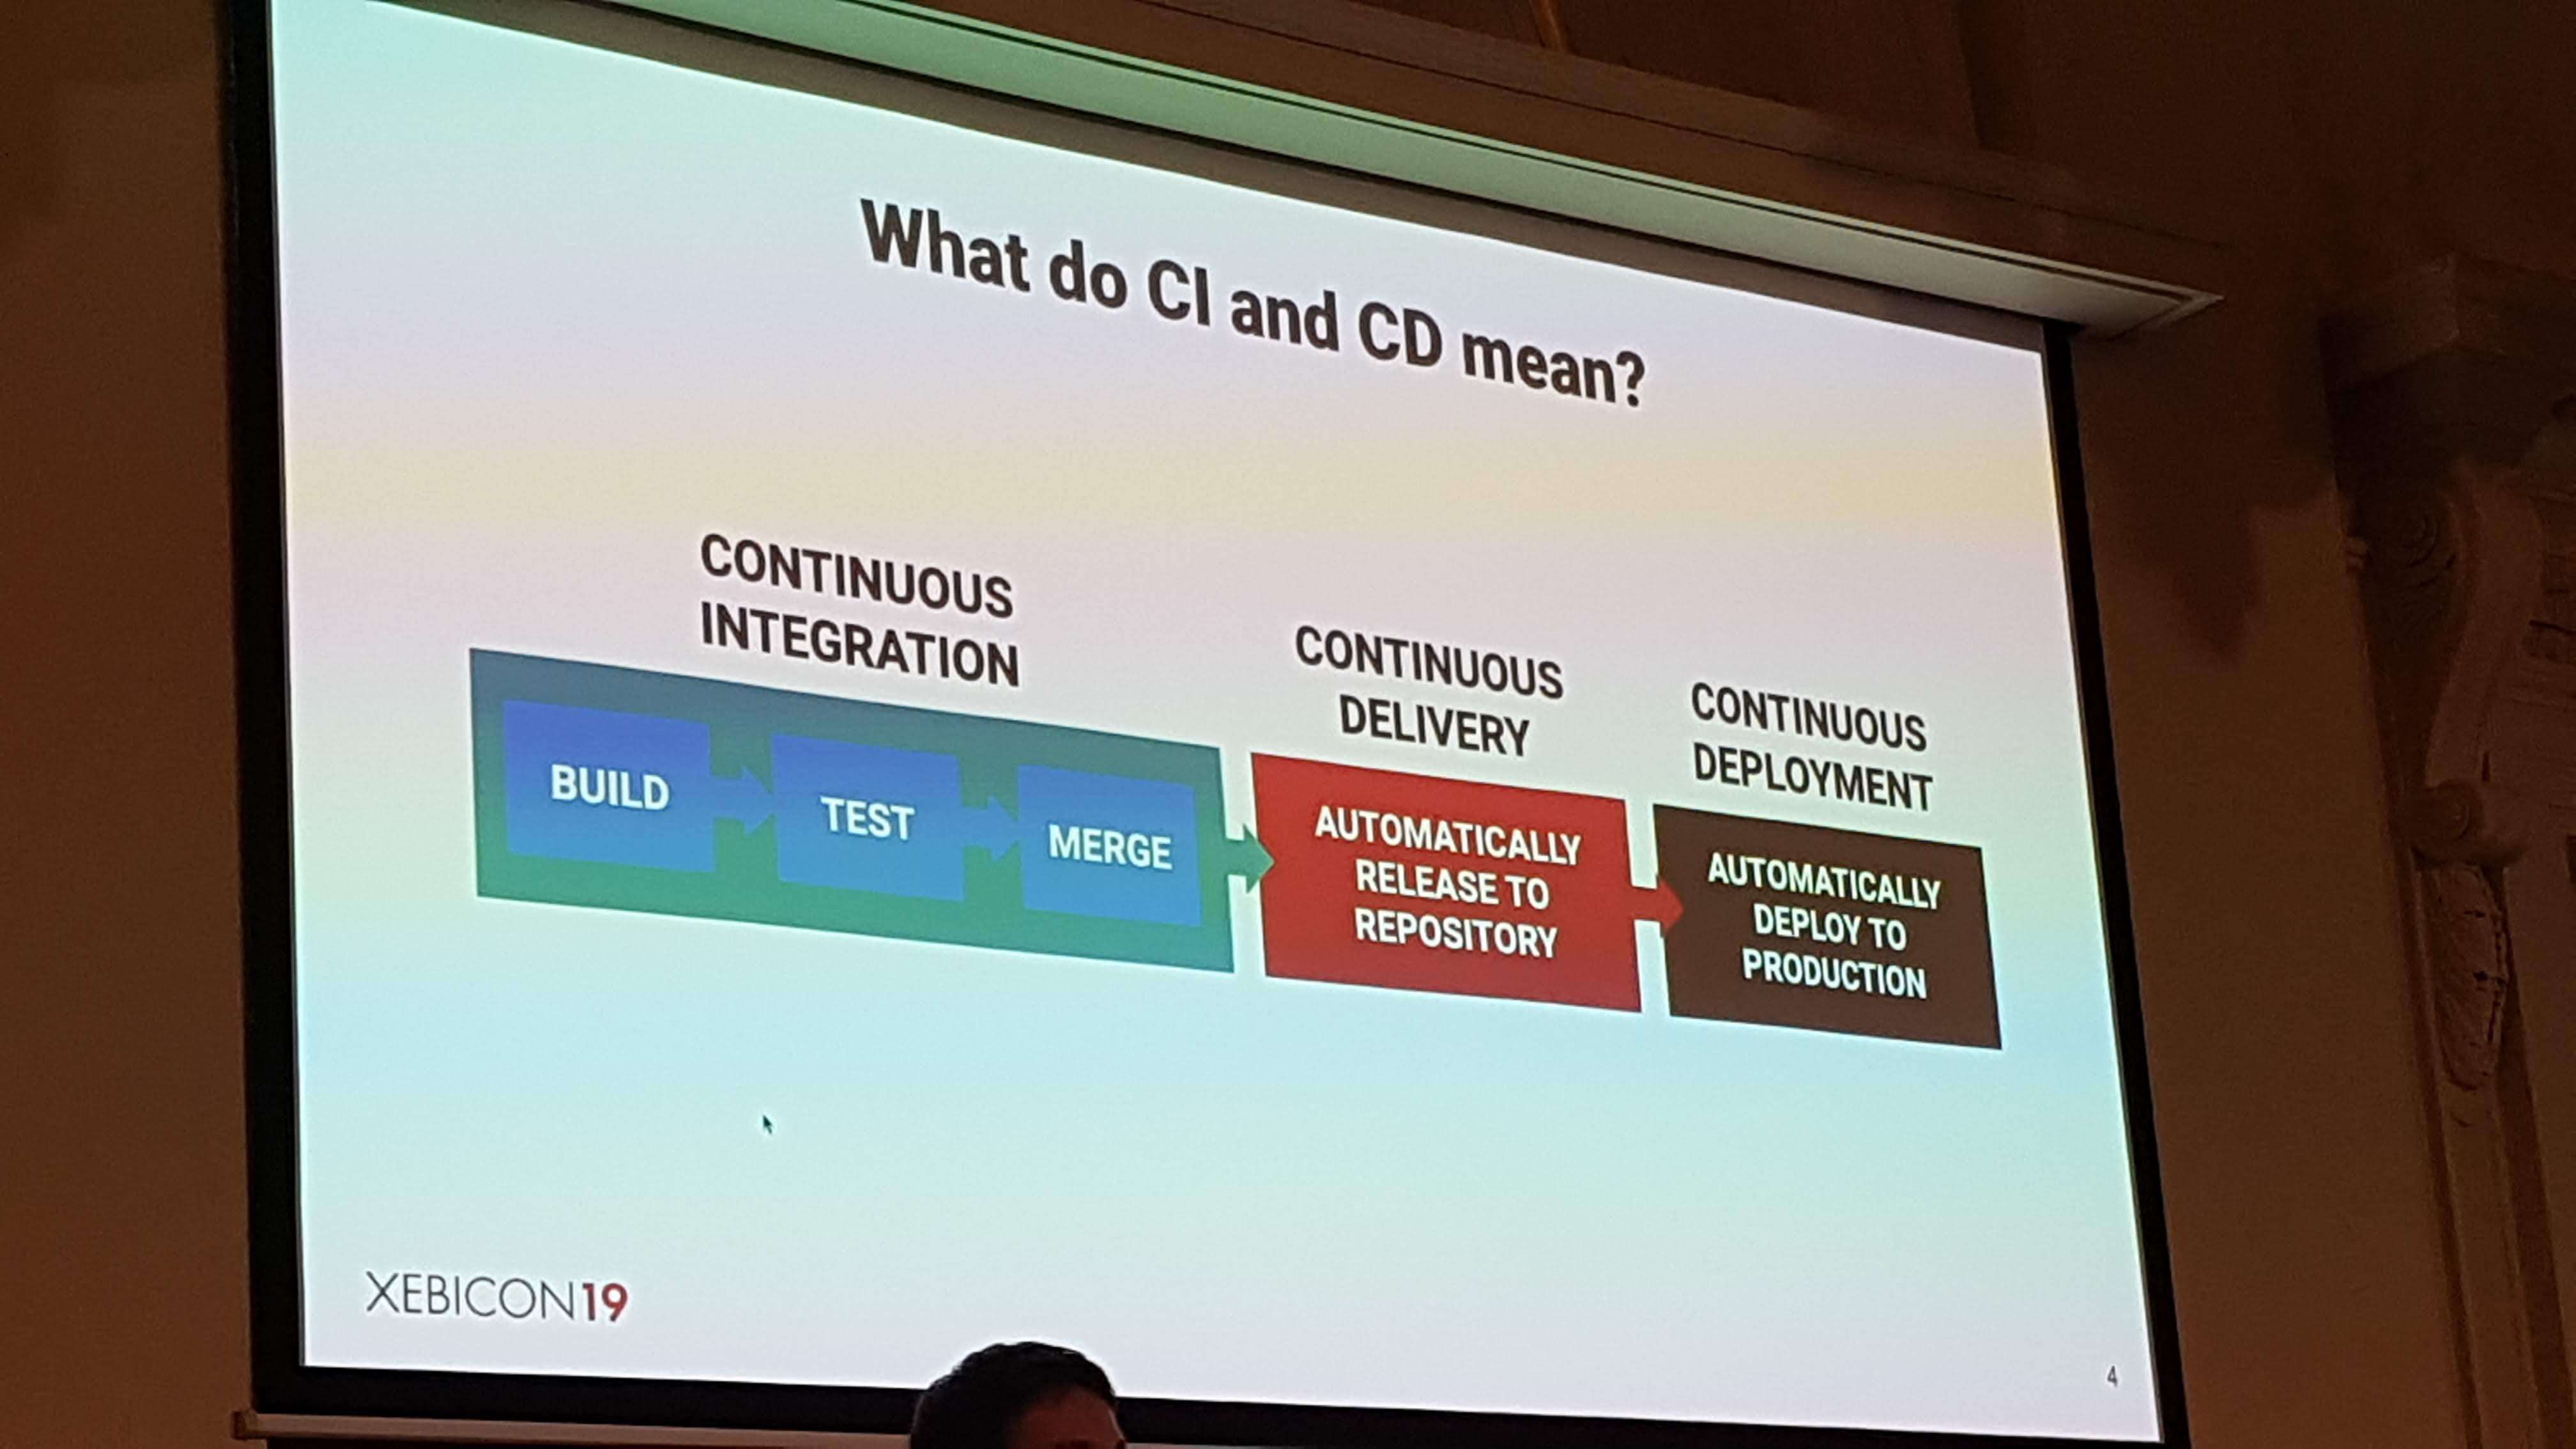 What do CI and CD mean?
CONTINUOUS
INTEGRATION
BUILD
TEST
MERGE
CONTINUOUS
DELIVERY
AUTOMATICALLY
RELEASE TO
REPOSITORY
CONTINUOUS
DEPLOYMENT
AUTOMATICALLY
DEPLOY TO
PRODUCTION
XEBICON19
4